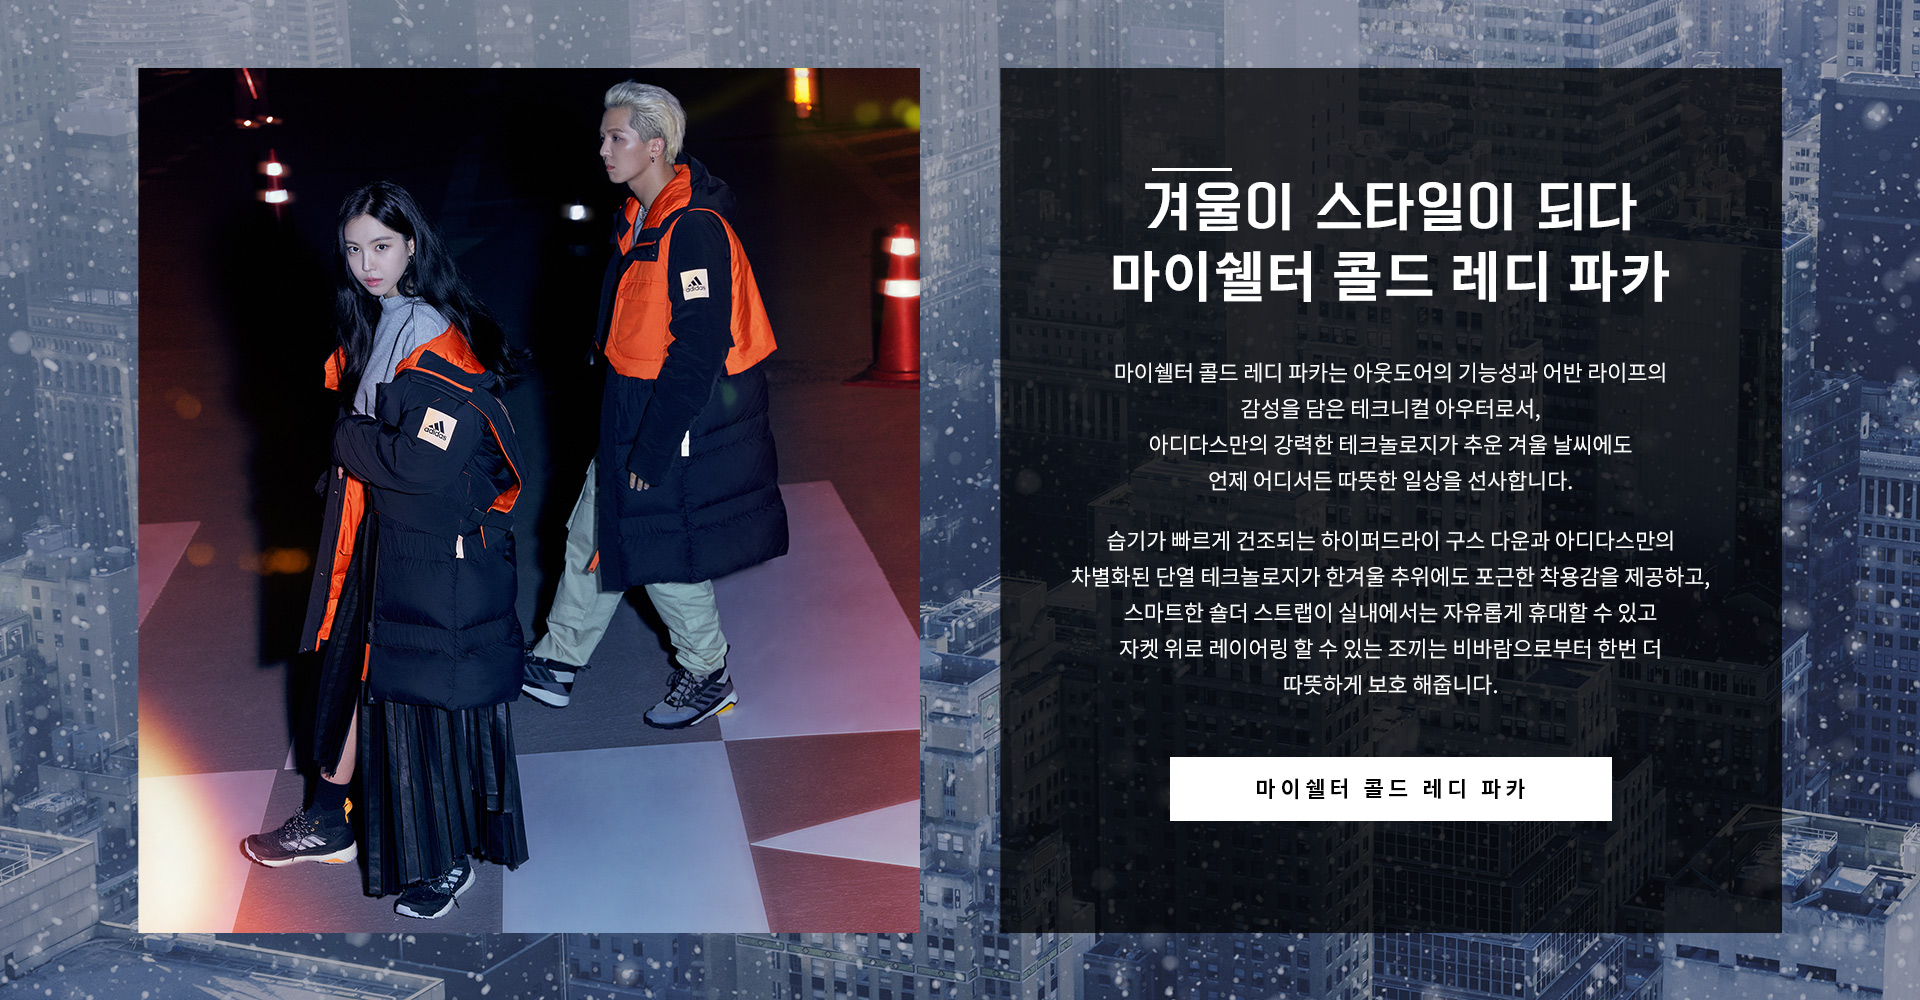 adidas
adidas
겨울이 스타일이 되다
마이쉘터 콜드 레디 파카
마이쉘터 콜드 레디 파카는 아웃도어의 기능성과 어반 라이프의
감성을 담은 테크니컬 아우터로서,
아디다스만의 강력한 테크놀로지가 추운 겨울 날씨에도
언제 어디서든 따뜻한 일상을 선사합니다.
습기가 빠르게 건조되는 하이퍼드라이 구스 다운과 아디다스만의
차별화된 단열 테크놀로지가 한겨울 추위에도 포근한 착용감을 제공하고,
스마트한 숄더 스트랩이 실내에서는 자유롭게 휴대할 수 있고
자켓 위로 레이어링 할 수 있는 조끼는 비바람으로부터 한번 더
따뜻하게 보호 해줍니다.
마이쉘터 콜드 레디 파카